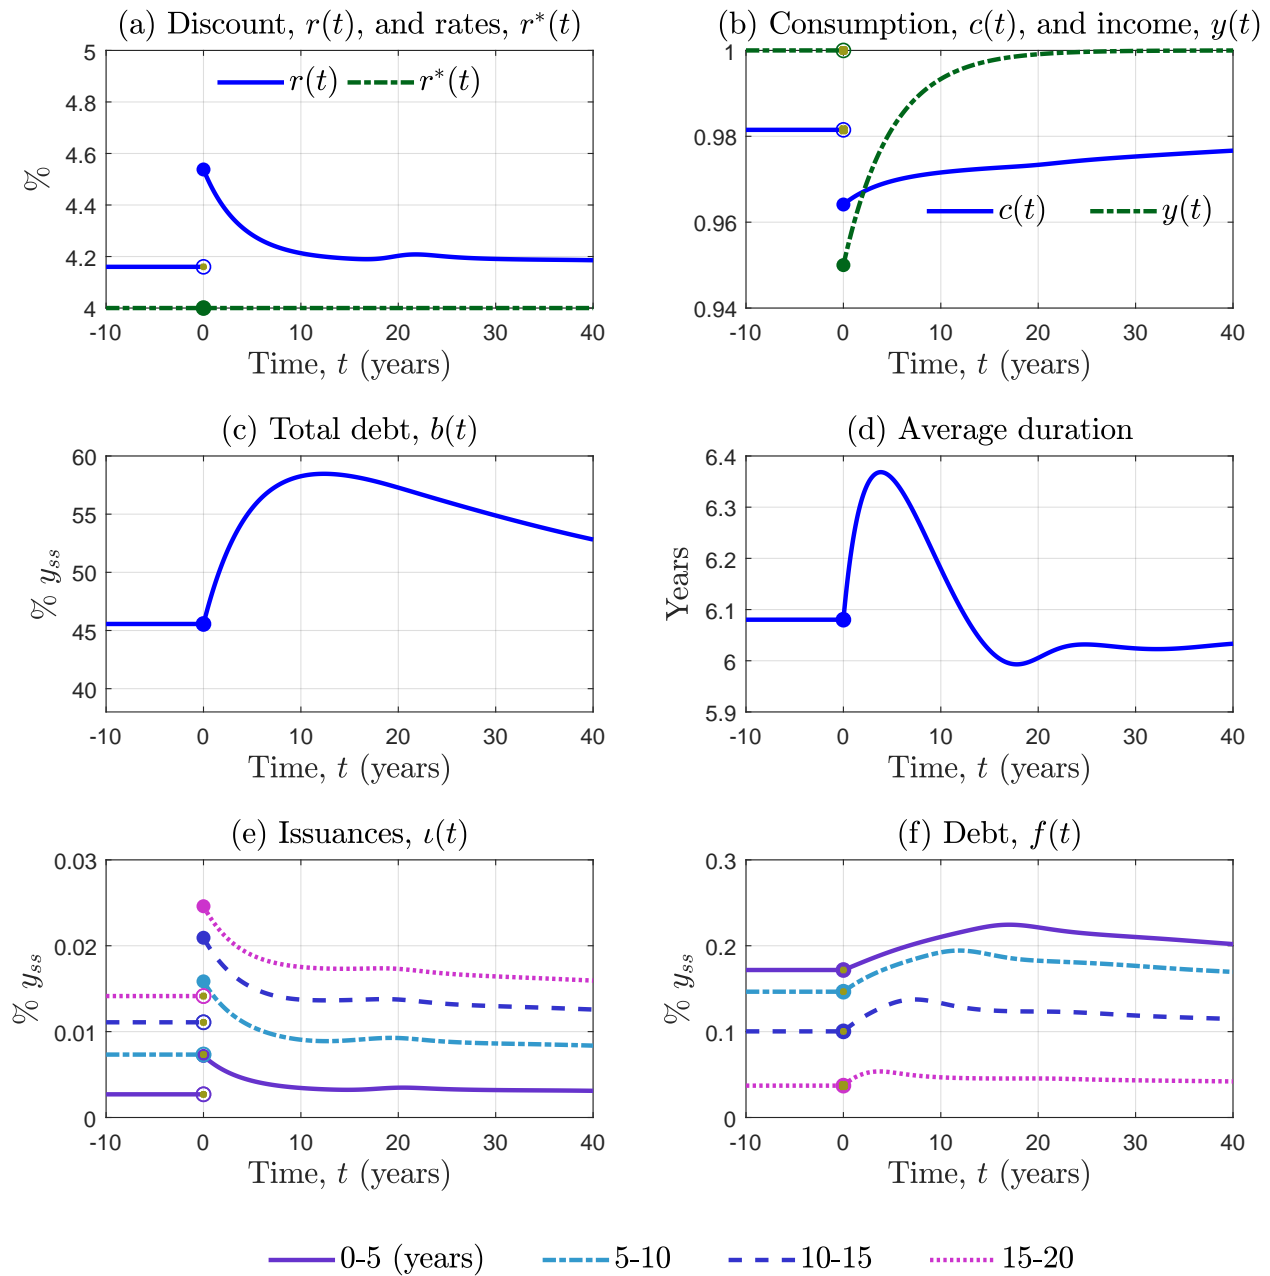 (a) Discount, r(t), and rates, r*(t)
5
4.8
4.6
4.4
4.2
4
%
r(t) r*(t)
-10 0 10 20 30 40
Time, t (years)
(b) Consumption, c(t), and income, y(t)
1
0.98
0.96
0.94
c(t) y(t)
-10 0 10 20 30 40
Time, t (years)
(c) Total debt, b(t)
60
55
50
45
40
% yss
-10 0 10 20 30 40
Time, t (years)
(d) Average duration
6.4
6.3
6.2
6.1
6
5.9
Years
-10 0 10 20 30 40
Time, t (years)
(e) Issuances, ι(t)
0.03
0.02
0.01
0
% yss
-10 0 10 20 30 40
Time, t (years)
(f) Debt, f(t)
0.3
0.2
0.1
0
% yss
-10 0 10 20 30 40
Time, t (years)
0-5 (years) 5-10 10-15 15-20